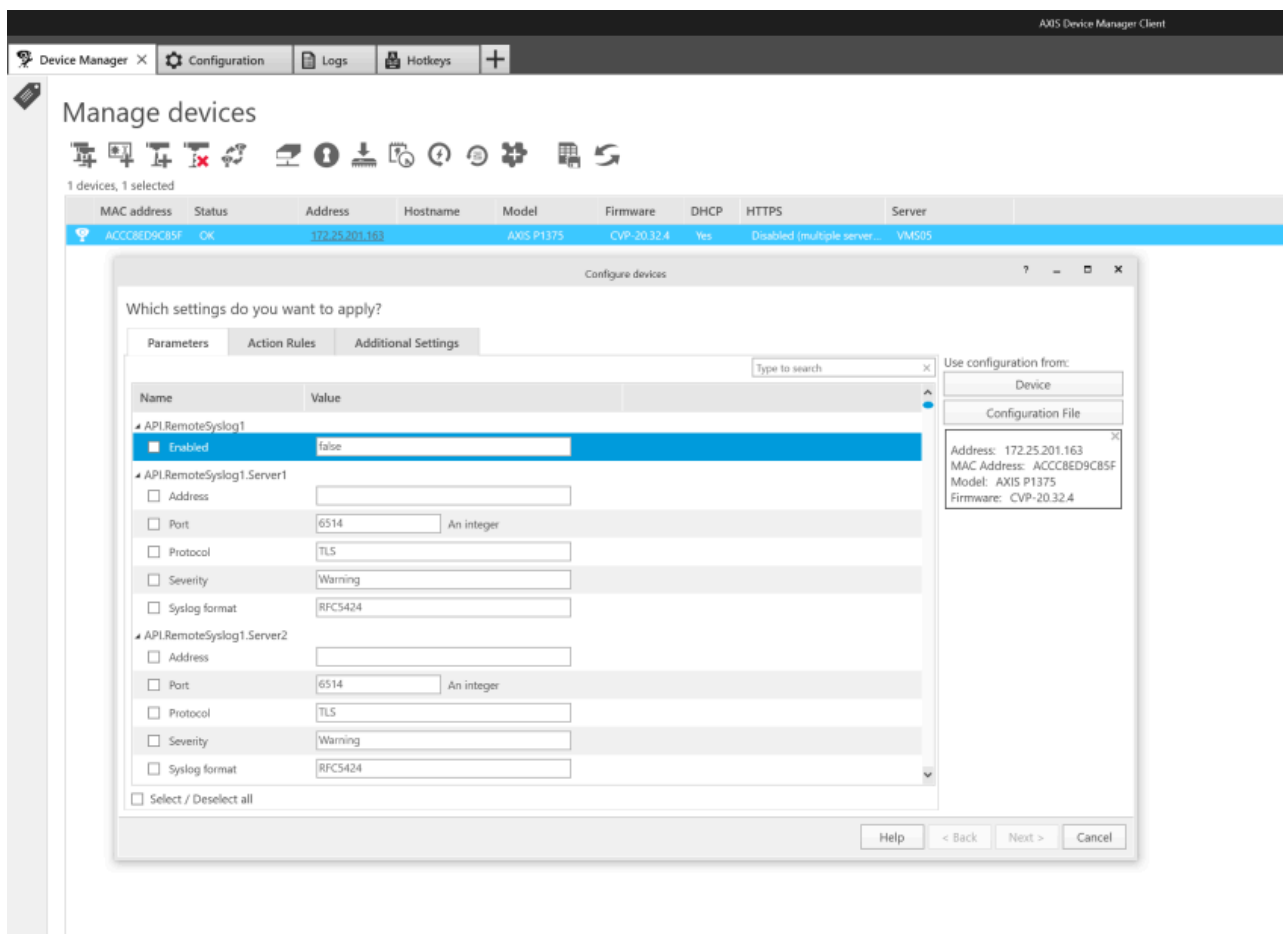 AXIS Device Manager Client
Device Manager Configuration Logs Hotkeys
Manage devices
1 devices, 1 selected
MAC address Status Address Hostname Model Firmware DHCP HTTPS Server
ACCC8ED9C85F OK 172.25.201.163 AXIS P1375 CVP-20.32.4 Yes Disabled (multiple server... VMS05
Configure devices ?
Which settings do you want to apply?
Parameters Action Rules Additional Settings
Type to search
Use configuration from:
Device
Configuration File
Address: 172.25.201.163
MAC Address: ACCC8ED9C85F
Model: AXIS P1375
Firmware: CVP-20.32.4
Name Value
API.RemoteSyslog1
Enabled false
API.RemoteSyslog1.Server1
Address
Port 6514 An integer
Protocol TLS
Severity Warning
Syslog format RFC5424
API.RemoteSyslog1.Server2
Address
Port 6514 An integer
Protocol TLS
Severity Warning
Syslog format RFC5424
Select / Deselect all
Help < Back Next > Cancel